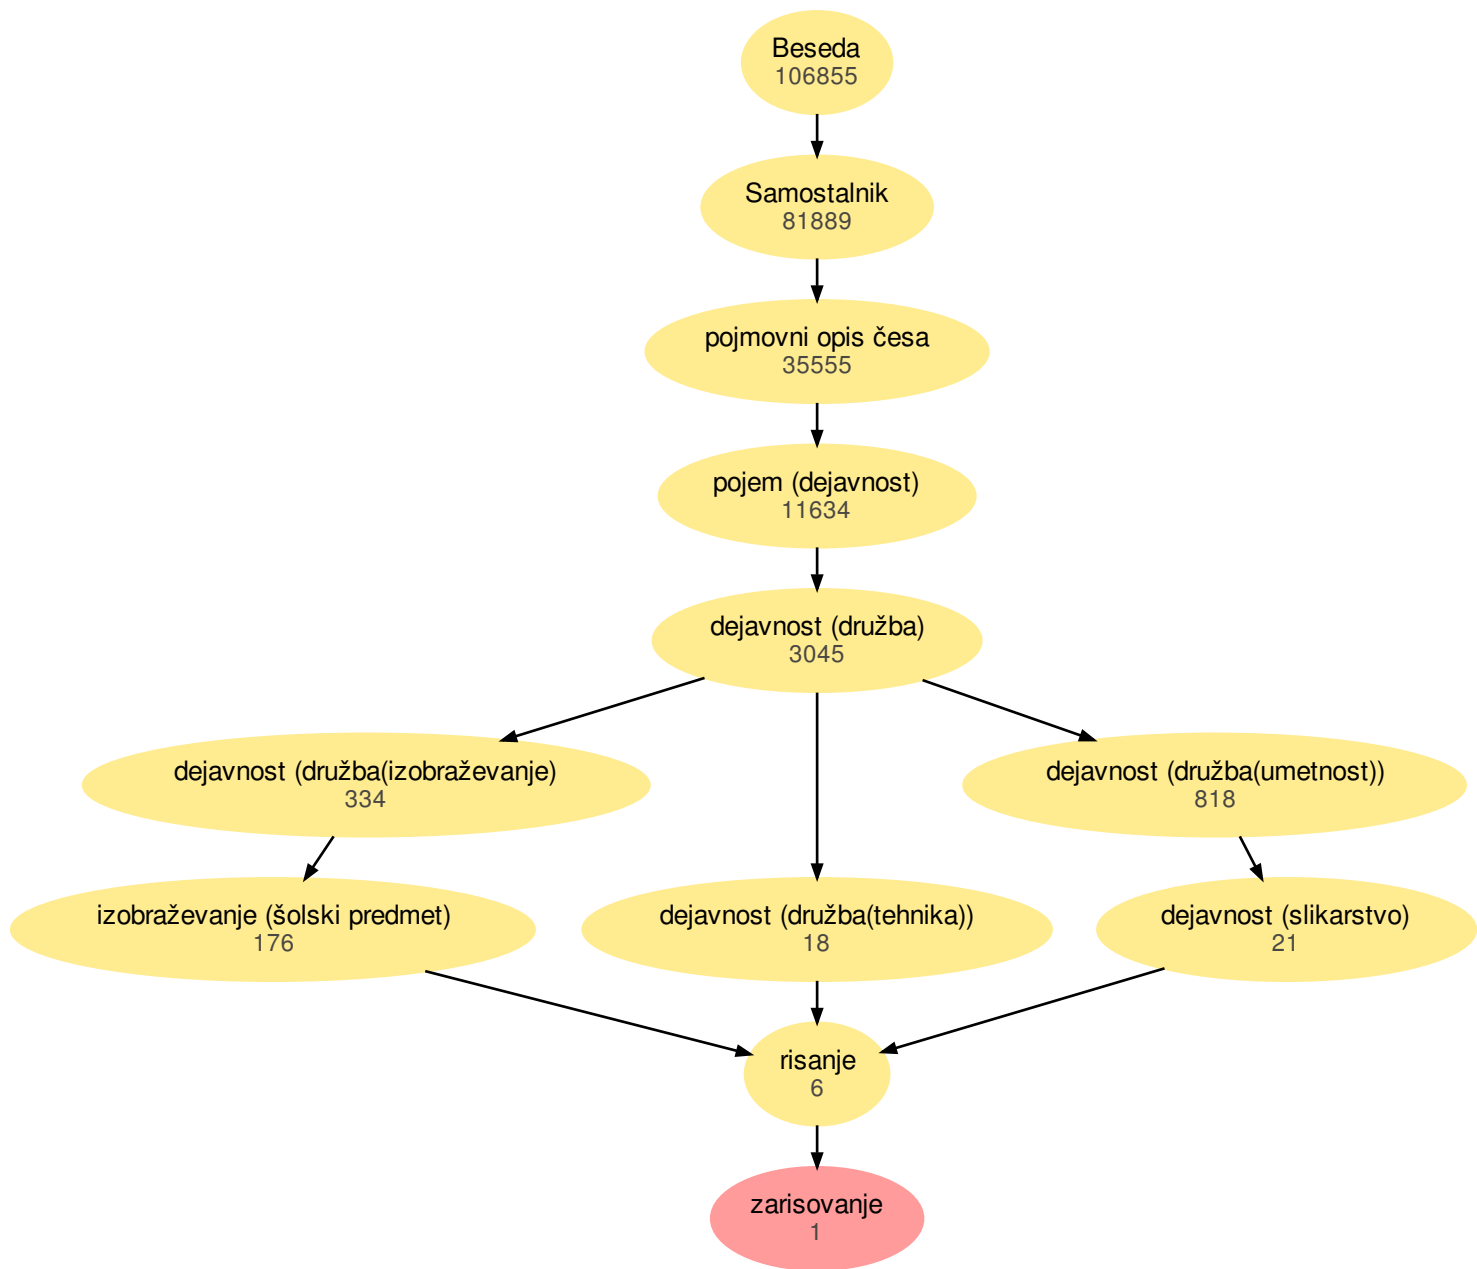 Beseda
106855
Samostalnik
81889
pojmovni opis česa
35555
pojem (dejavnost)
11634
dejavnost (družba)
3045
dejavnost (družba(izobraževanje)
334
dejavnost (družba(umetnost))
818
izobraževanje (šolski predmet)
176
dejavnost (družba(tehnika))
18
dejavnost (slikarstvo)
21
risanje
6
zarisovanje
1